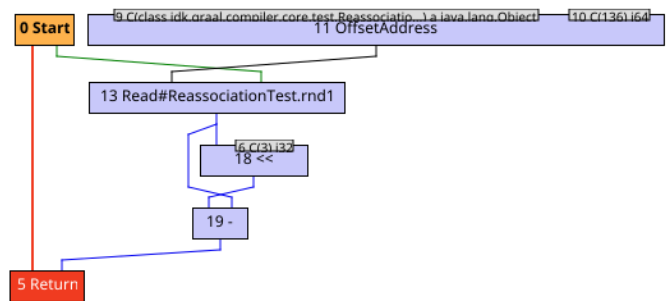 9 C(class jdk.graal.compiler.core.test.Reassociatio...) a java.lang.Object
10 C(136) i64
0 Start
11 OffsetAddress
13 Read#ReassociationTest.rnd1
6 C(3) i32
18 <<
19 -
5 Return